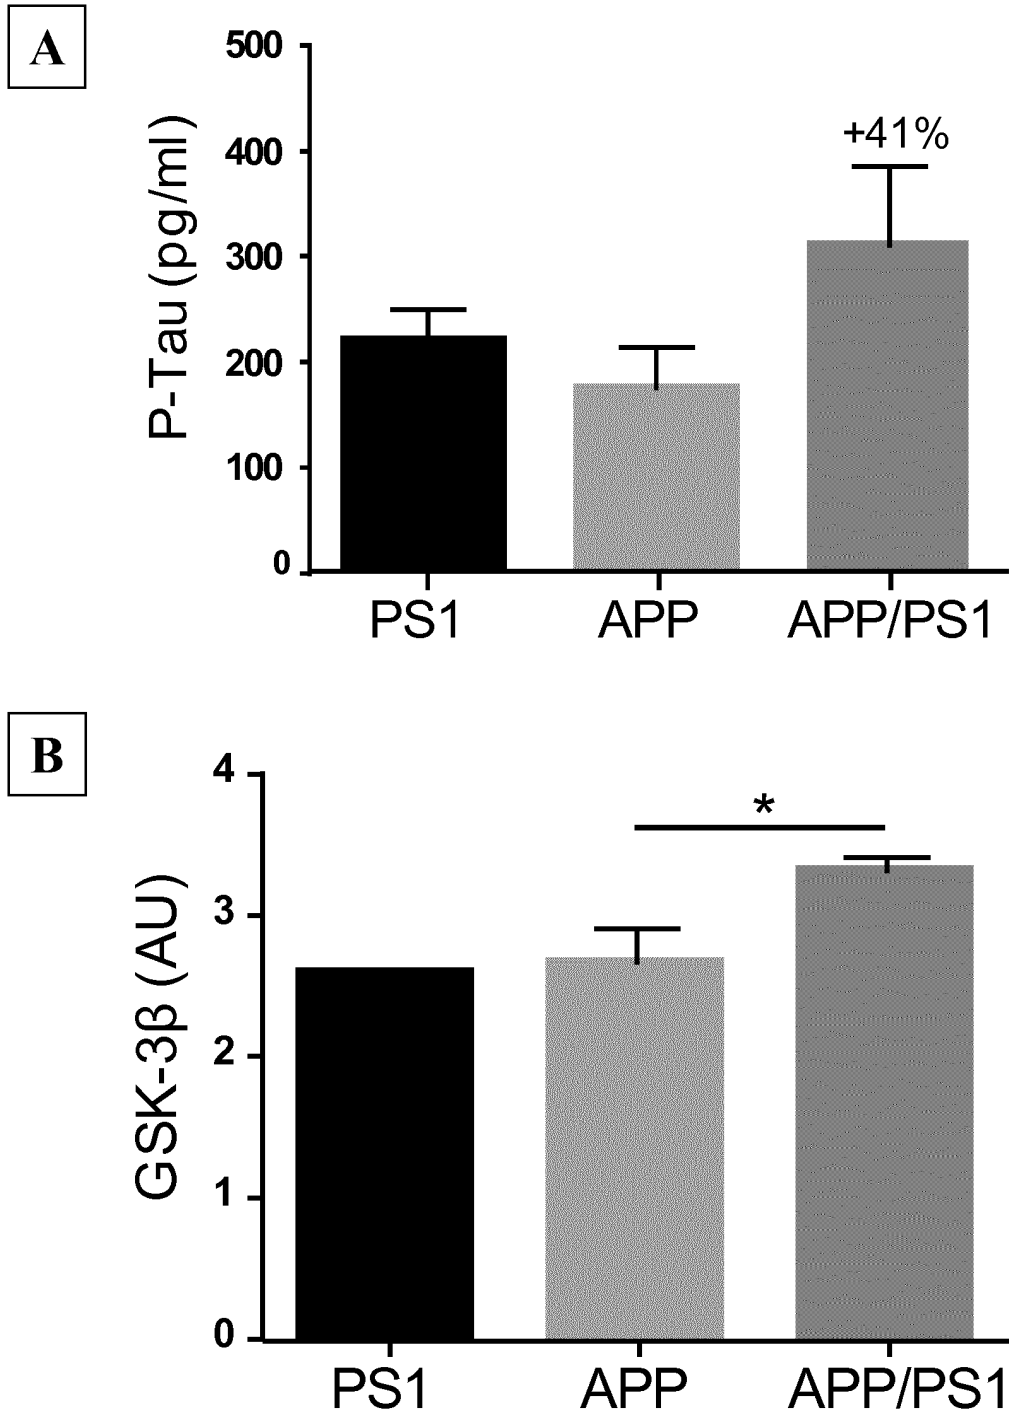 A
500
400
300
200
100
0
P-Tau (pg/ml)
+41%
PS1 APP APP/PS1
B
4
3
2
1
0
GSK-3β (AU)
*
PS1 APP APP/PS1